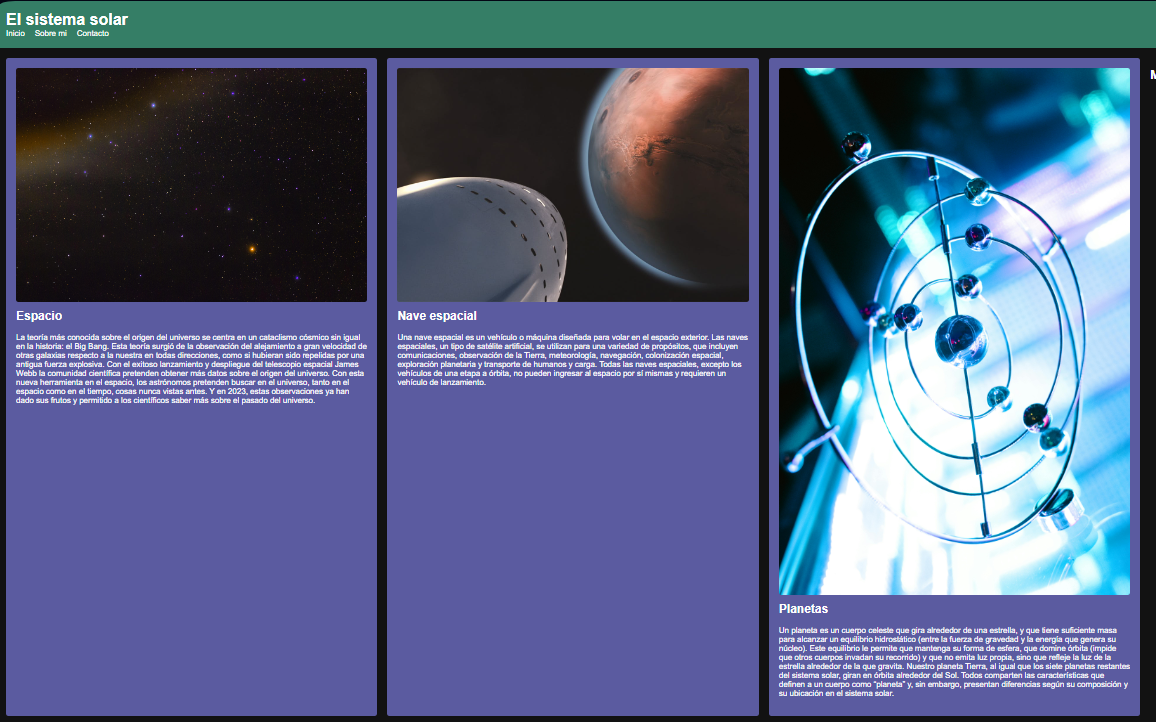 El sistema solar
Inicio Sobre mí Contacto
Espacio
La teoría más conocida sobre el origen del universo se centra en un cataclismo cósmico sin igual
en la historia: el Big Bang. Esta teoría surgió de la observación del alejamiento a gran velocidad de
otras galaxias respecto a la nuestra en todas direcciones, como si hubieran sido repelidas por una
antigua fuerza explosiva. Con el exitoso lanzamiento y despliegue del telescopio espacial James
Webb la comunidad científica pretenden obtener más datos sobre el origen del universo. Con esta
nueva herramienta en el espacio, los astrónomos pretenden buscar en el universo, tanto en el
espacio como en el tiempo, cosas nunca vistas antes. Y en 2023, estas observaciones ya han
dado sus frutos y permitido a los científicos saber más sobre el pasado del universo.
Nave espacial
Una nave espacial es un vehículo o máquina diseñada para volar en el espacio exterior. Las naves
espaciales, un tipo de satélite artificial, se utilizan para una variedad de propósitos, que incluyen
comunicaciones, observación de la Tierra, meteorología, navegación, colonización espacial,
exploración planetaria y transporte de humanos y carga. Todas las naves espaciales, excepto los
vehículos de una etapa a órbita, no pueden ingresar al espacio por sí mismas y requieren un
vehículo de lanzamiento.
Planetas
Un planeta es un cuerpo celeste que gira alrededor de una estrella, y que tiene suficiente masa
para alcanzar un equilibrio hidrostático (entre la fuerza de gravedad y la energía que genera su
núcleo). Este equilibrio le permite que mantenga su forma de esfera, que domine órbita (impide
que otros cuerpos invadan su recorrido) y que no emita luz propia, sino que refleje la luz de la
estrella alrededor de la que gravita. Nuestro planeta Tierra, al igual que los siete planetas restantes
del sistema solar, giran en órbita alrededor del Sol. Todos comparten las características que
definen a un cuerpo como “planeta” y, sin embargo, presentan diferencias según su composición y
su ubicación en el sistema solar.